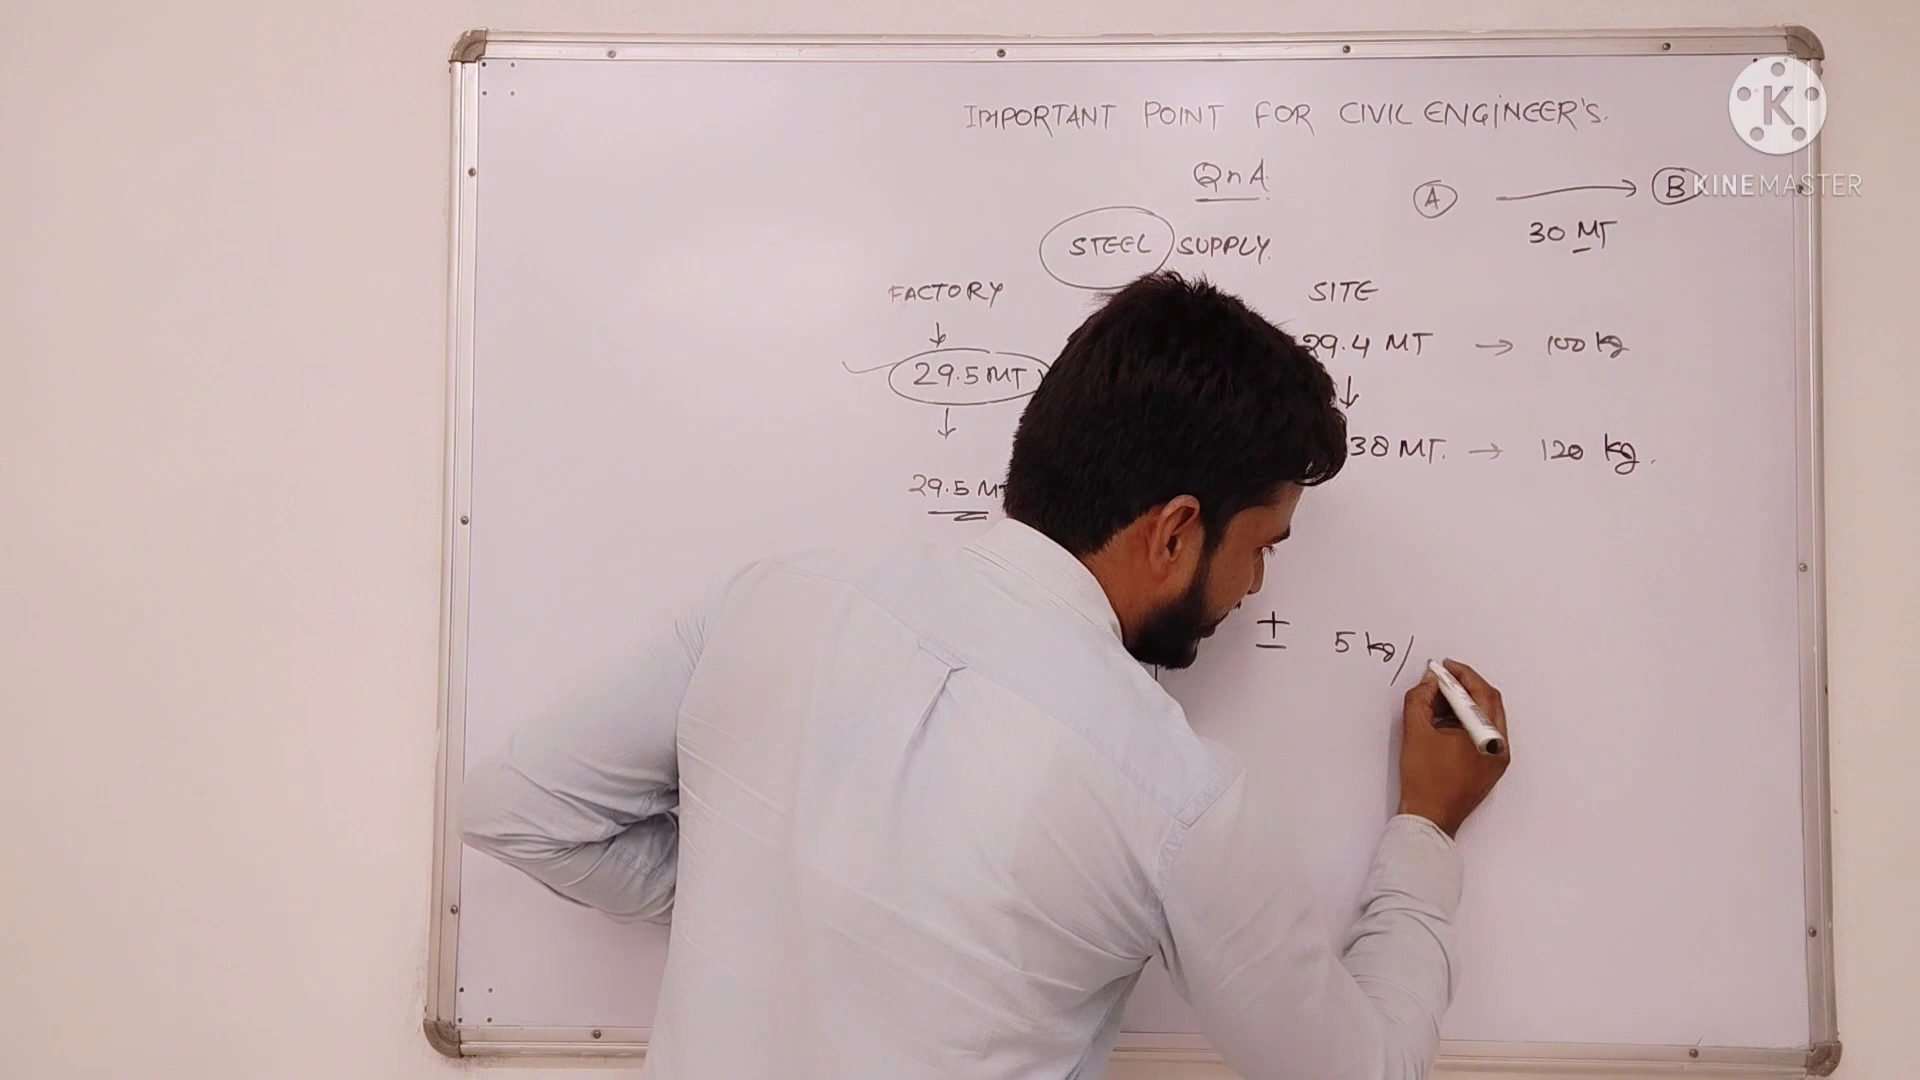 IMPORTANT POINT FOR CIVIL ENGINEER'S.
QnA.
A → B
30 MT
KINEMASTER
STEEL SUPPLY.
FACTORY SITE
↓
29.4 MT → 100 kg
29.5 MT
↓ ↓
38 MT. → 120 kg.
29.5 M
± 5 kg/